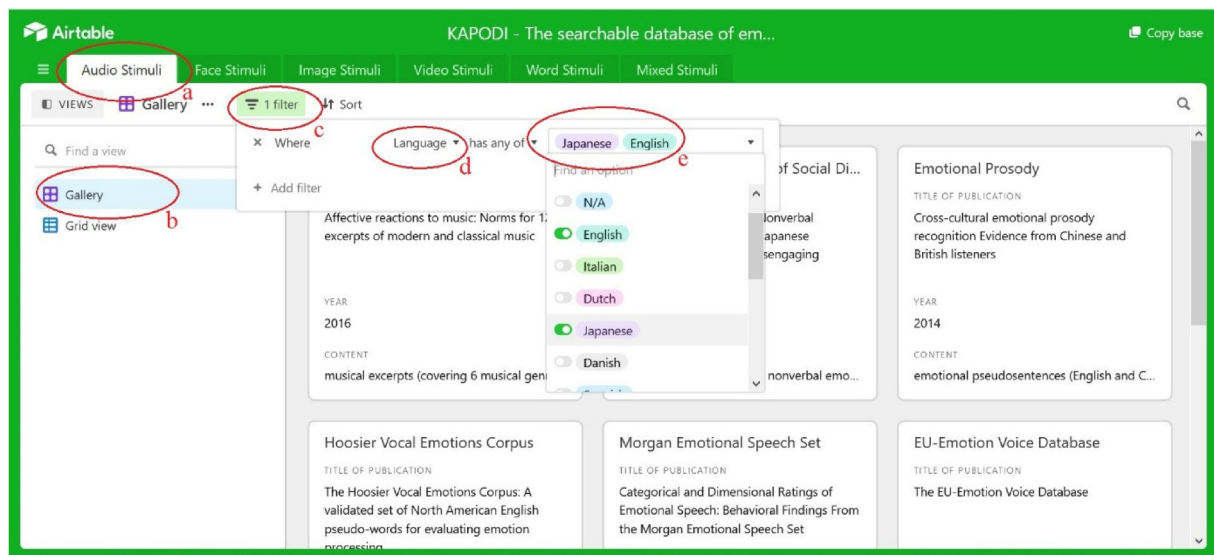 Airtable
KAPODI - The searchable database of em...
Copy base
Audio Stimuli
Face Stimuli
Image Stimuli
Video Stimuli
Word Stimuli
Mixed Stimuli
a
VIEWS
Gallery
...
1 filter
Sort
c
Find a view
Gallery
b
Grid view
Where
Language
has any of
Japanese English
d
e
+ Add filter
Find an option
N/A
English
Italian
Dutch
Japanese
Danish
Affective reactions to music: Norms for 12
excerpts of modern and classical music
YEAR
2016
CONTENT
musical excerpts (covering 6 musical gen
of Social Di...
Nonverbal
apanese
sengaging
nonverbal emo...
Emotional Prosody
TITLE OF PUBLICATION
Cross-cultural emotional prosody
recognition Evidence from Chinese and
British listeners
YEAR
2014
CONTENT
emotional pseudosentences (English and C...
Hoosier Vocal Emotions Corpus
TITLE OF PUBLICATION
The Hoosier Vocal Emotions Corpus: A
validated set of North American English
pseudo-words for evaluating emotion
processing
Morgan Emotional Speech Set
TITLE OF PUBLICATION
Categorical and Dimensional Ratings of
Emotional Speech: Behavioral Findings From
the Morgan Emotional Speech Set
EU-Emotion Voice Database
TITLE OF PUBLICATION
The EU-Emotion Voice Database